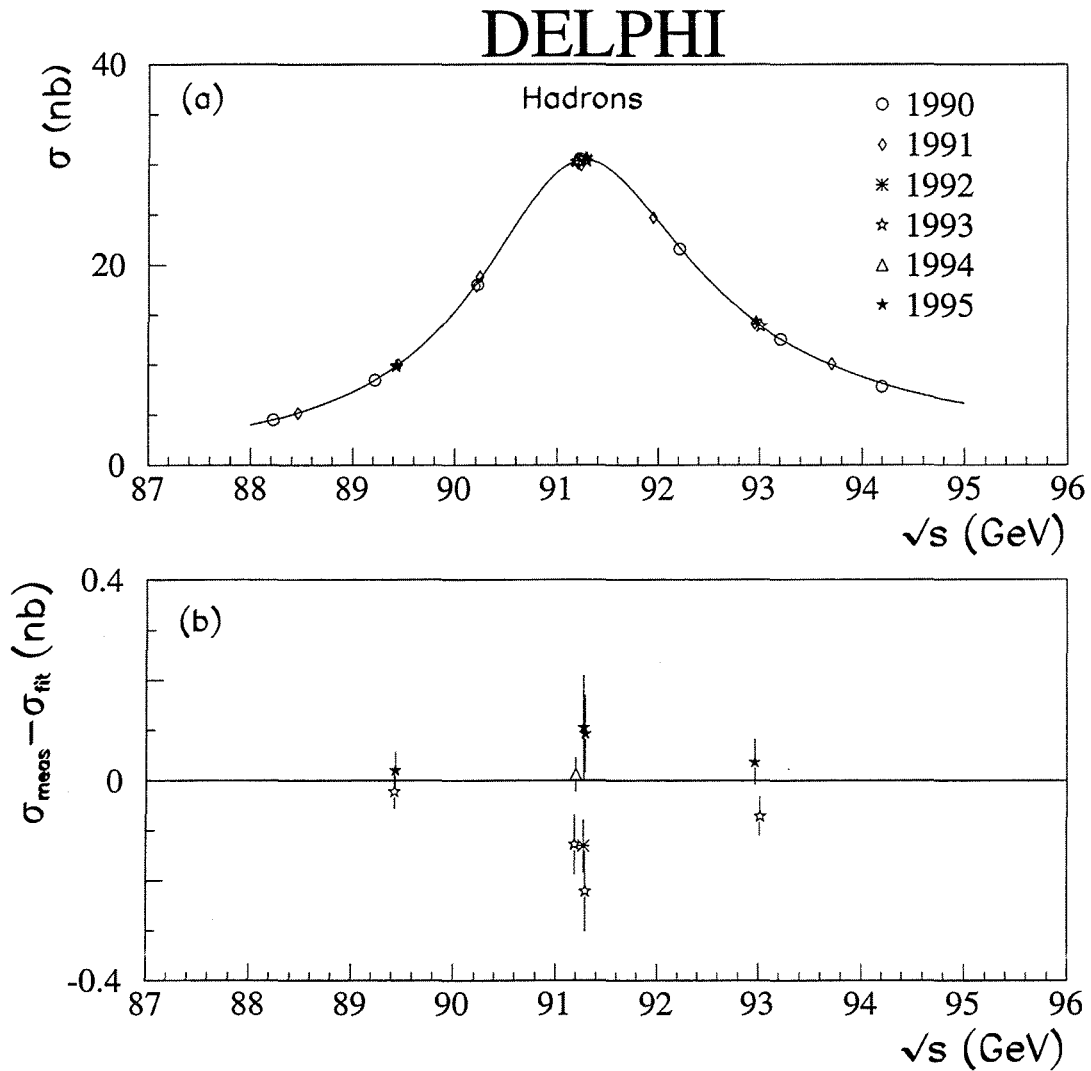 DELPHI
40
σ (nb)
(a)
Hadrons
1990
1991
1992
1993
1994
1995
20
0
87 88 89 90 91 92 93 94 95 96
√s (GeV)
0.4
σmeas−σfit (nb)
(b)
0
-0.4
87 88 89 90 91 92 93 94 95 96
√s (GeV)